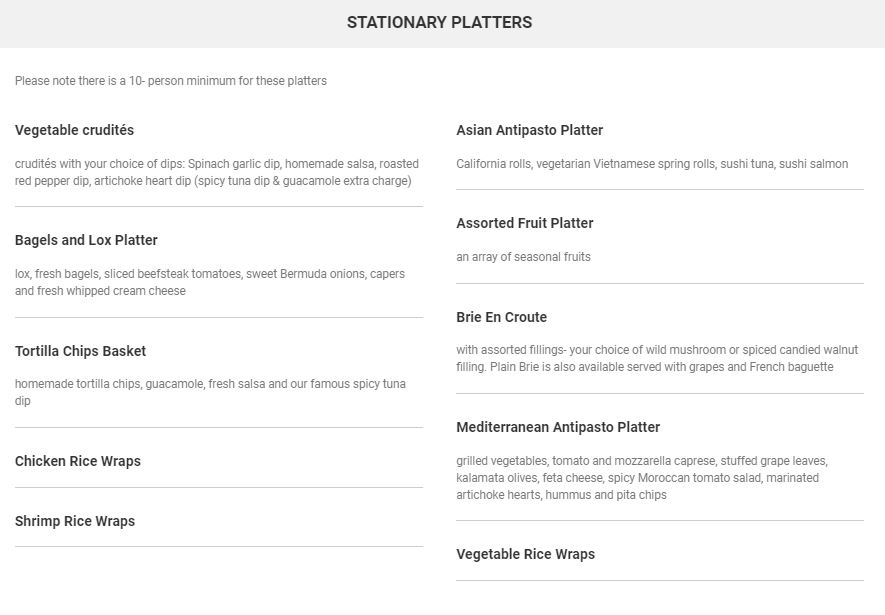 STATIONARY PLATTERS
Please note there is a 10- person minimum for these platters
Vegetable crudités
crudités with your choice of dips: Spinach garlic dip, homemade salsa, roasted
red pepper dip, artichoke heart dip (spicy tuna dip & guacamole extra charge)
Bagels and Lox Platter
lox, fresh bagels, sliced beefsteak tomatoes, sweet Bermuda onions, capers
and fresh whipped cream cheese
Tortilla Chips Basket
homemade tortilla chips, guacamole, fresh salsa and our famous spicy tuna
dip
Chicken Rice Wraps
Shrimp Rice Wraps
Asian Antipasto Platter
California rolls, vegetarian Vietnamese spring rolls, sushi tuna, sushi salmon
Assorted Fruit Platter
an array of seasonal fruits
Brie En Croute
with assorted fillings- your choice of wild mushroom or spiced candied walnut
filling. Plain Brie is also available served with grapes and French baguette
Mediterranean Antipasto Platter
grilled vegetables, tomato and mozzarella caprese, stuffed grape leaves,
kalamata olives, feta cheese, spicy Moroccan tomato salad, marinated
artichoke hearts, hummus and pita chips
Vegetable Rice Wraps